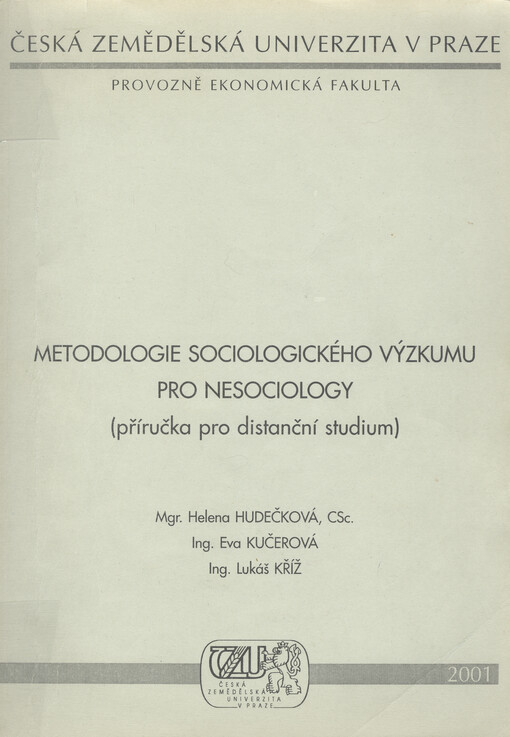 ČESKÁ ZEMĚDĚLSKÁ UNIVERZITA V PRAZE
PROVOZNĚ EKONOMICKÁ FAKULTA
METODOLOGIE SOCIOLOGICKÉHO VÝZKUMU
PRO NESOCIOLOGY
(příručka pro distanční studium)
Mgr. Helena HUDEČKOVÁ, CSc.
Ing. Eva KUČEROVÁ
Ing. Lukáš KŘÍŽ
ČZU
ČESKÁ
ZEMĚDĚLSKÁ
UNIVERZITA
V PRAZE
2001